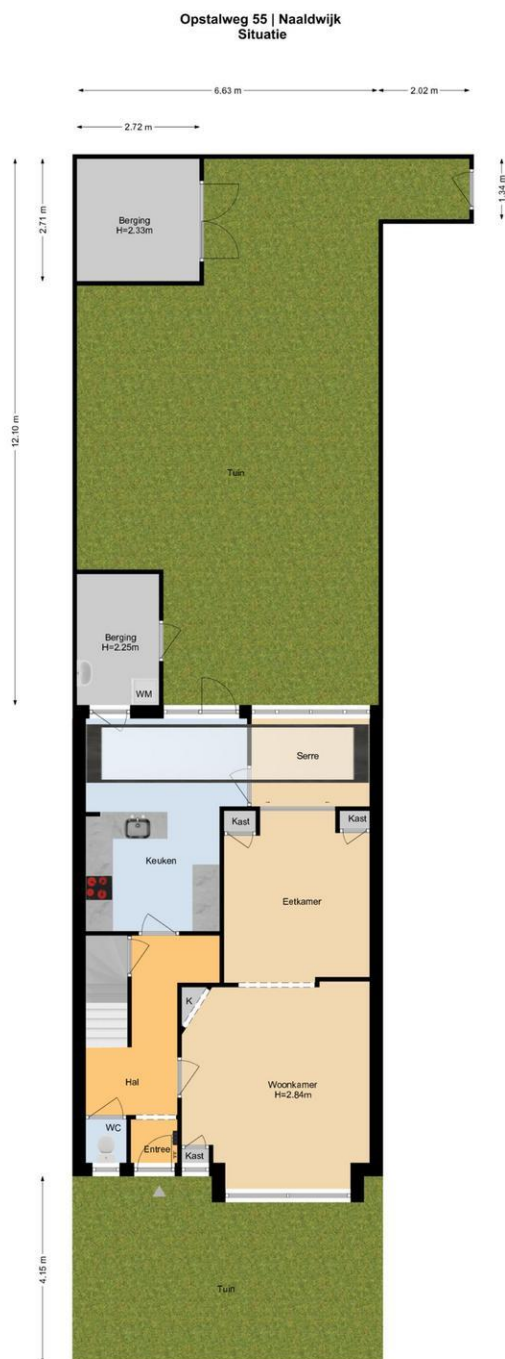 Opstalweg 55 | Naaldwijk
Situatie
6.63 m
2.02 m
2.72 m
2.71 m
1.34 m
Berging
H=2.33m
12.10 m
Tuin
Berging
H=2.25m
WM
Serre
Kast
Kast
Keuken
Eetkamer
K
Woonkamer
H=2.84m
Hal
WC
Entree
Kast
4.15 m
Tuin